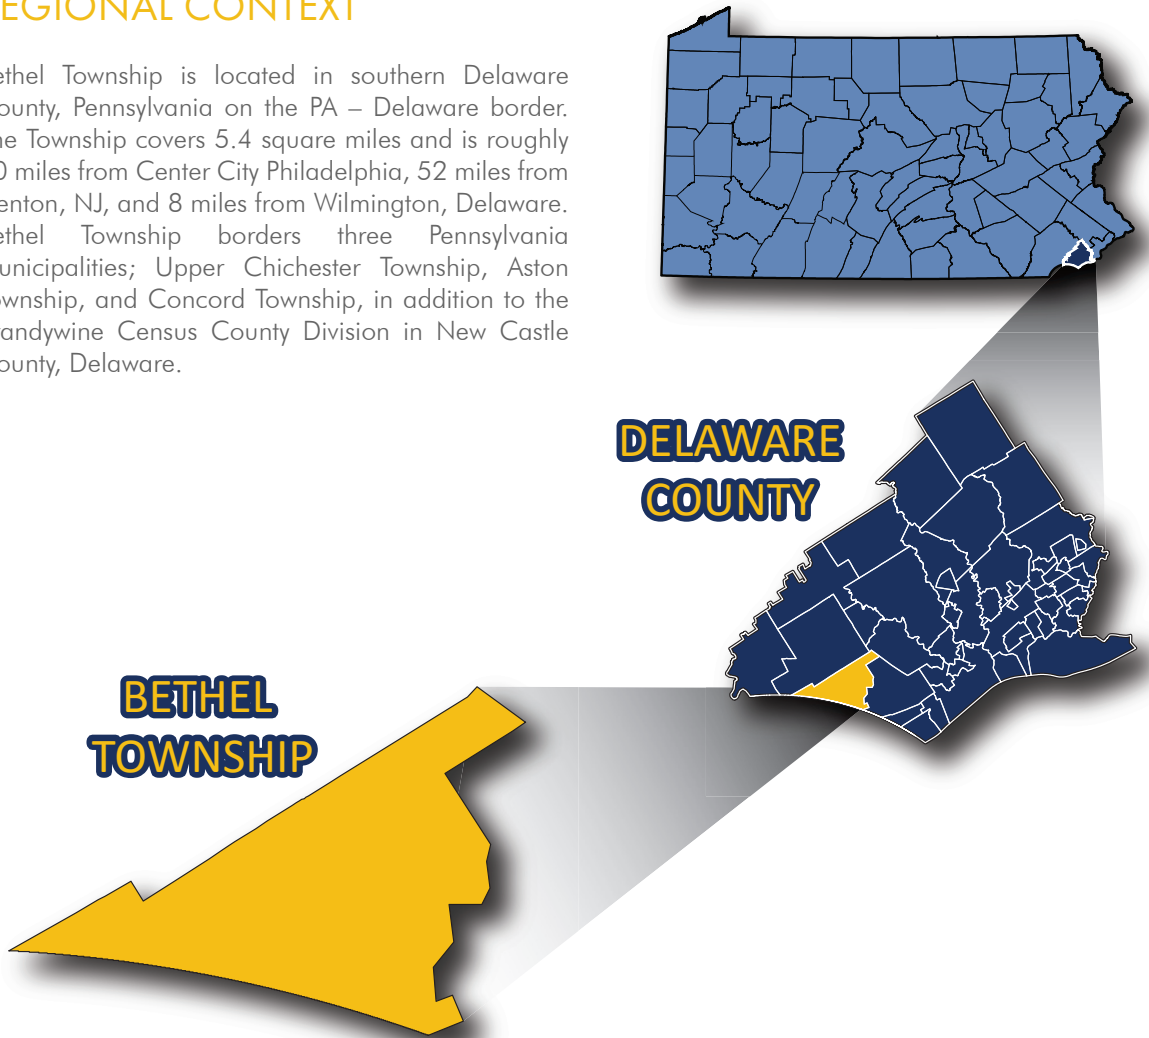 EGIONAL CONTEXT
ethel Township is located in southern Delaware
ounty, Pennsylvania on the PA – Delaware border.
he Township covers 5.4 square miles and is roughly
0 miles from Center City Philadelphia, 52 miles from
enton, NJ, and 8 miles from Wilmington, Delaware.
ethel Township borders three Pennsylvania
unicipalities; Upper Chichester Township, Aston
ownship, and Concord Township, in addition to the
randywine Census County Division in New Castle
ounty, Delaware.
DELAWARE
COUNTY
BETHEL
TOWNSHIP